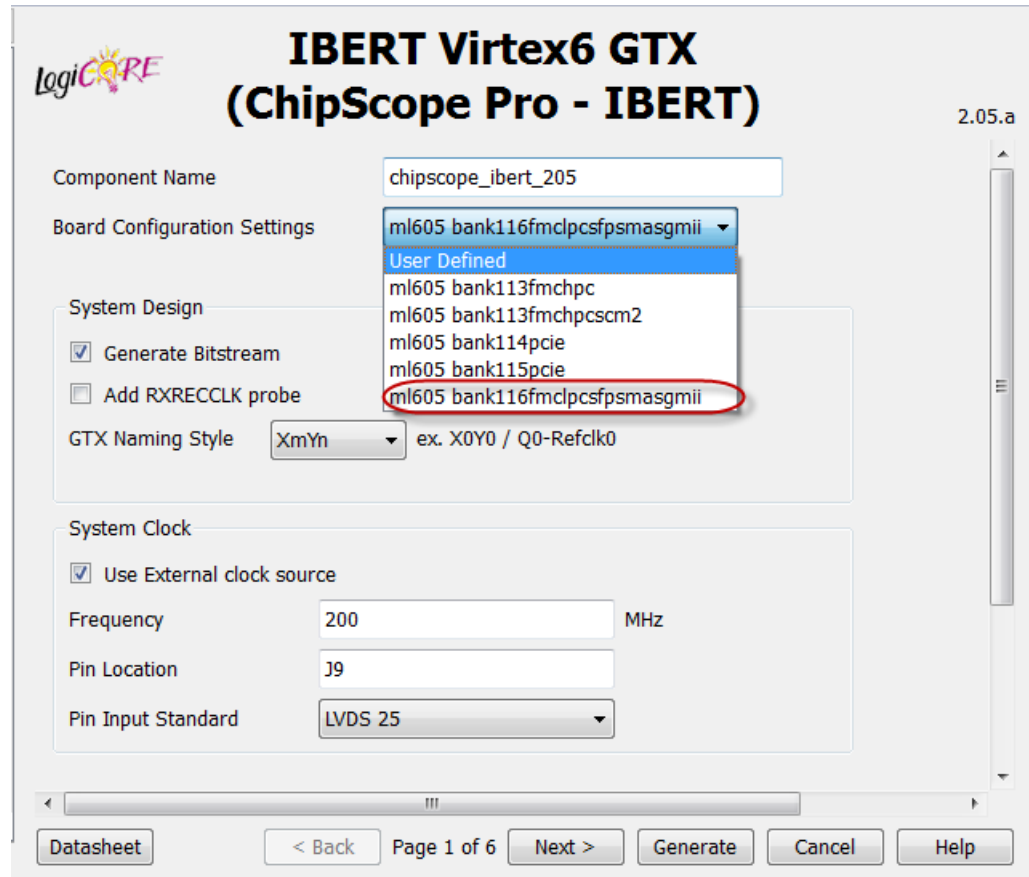 LogiCORE
IBERT Virtex6 GTX
(ChipScope Pro - IBERT)
2.05.a
Component Name
chipscope_ibert_205
Board Configuration Settings
ml605 bank116fmclpcsfpsmasgmii
User Defined
ml605 bank113fmchpc
ml605 bank113fmchpcscm2
ml605 bank114pcie
ml605 bank115pcie
ml605 bank116fmclpcsfpsmasgmii
System Design
Generate Bitstream
Add RXRECCLK probe
GTX Naming Style XmYn ex. X0Y0 / Q0-Refclk0
System Clock
Use External clock source
Frequency 200 MHz
Pin Location J9
Pin Input Standard LVDS 25
Datasheet < Back Page 1 of 6 Next > Generate Cancel Help